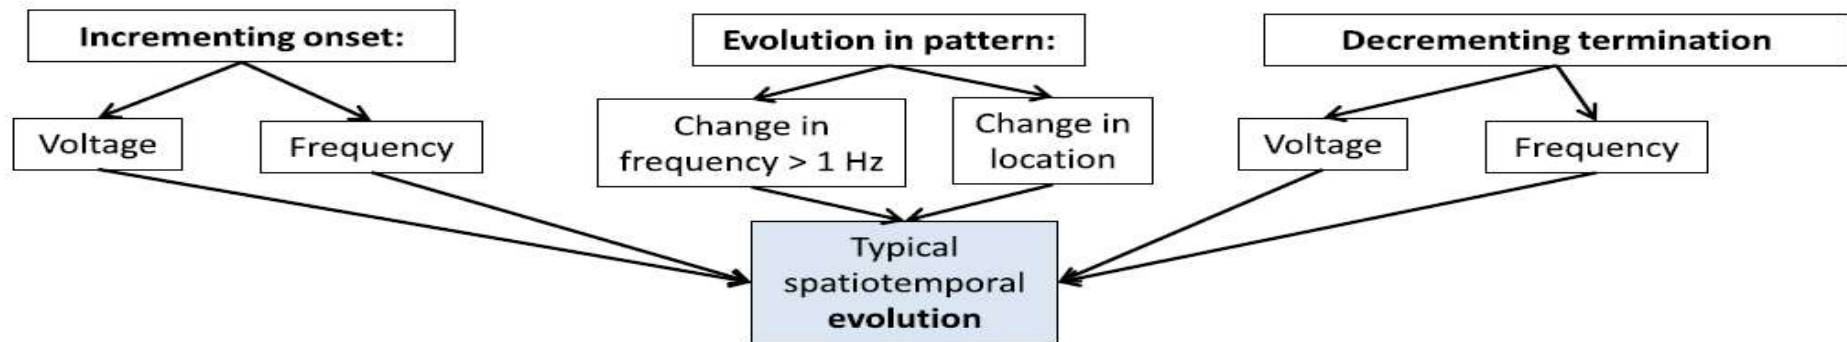 Incrementing onset:
Evolution in pattern:
Decrementing termination
Voltage
Frequency
Change in
frequency > 1 Hz
Change in
location
Voltage
Frequency
Typical
spatiotemporal
evolution